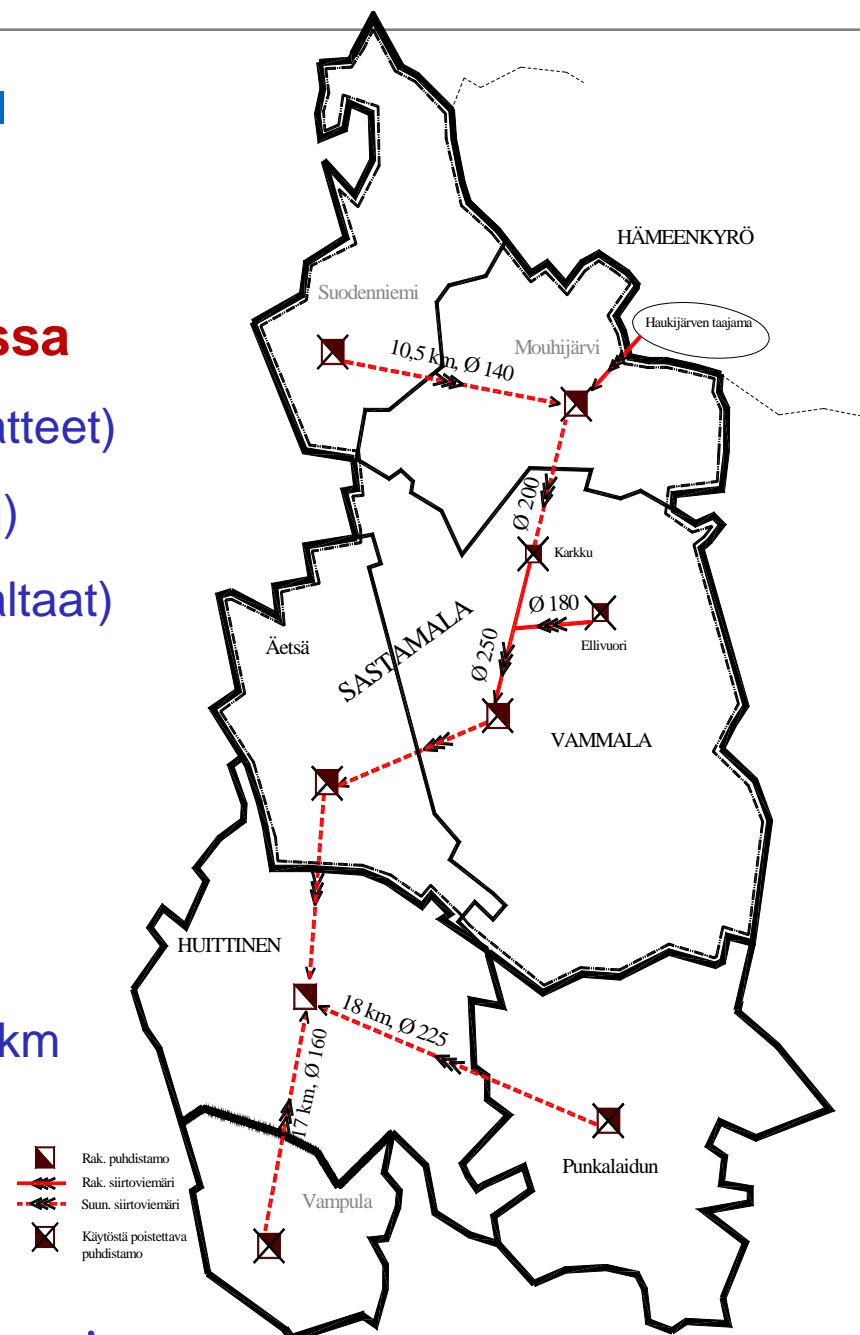 ssa
atteet)
)
altaat)
km
HÄMEENKYRÖ
Suodenniemi
Haukijärven taajama
Mouhijärvi
10,5 km, Ø 140
Ø 200
Karkku
Ø 180
Ellivuori
Ø 250
Äetsä
SASTAMALA
VAMMALA
HUITTINEN
18 km, Ø 225
17 km, Ø 160
Punkalaidun
Vampula
Rak. puhdistamo
Rak. siirtoviemäri
Suun. siirtoviemäri
Käytöstä poistettava
puhdistamo